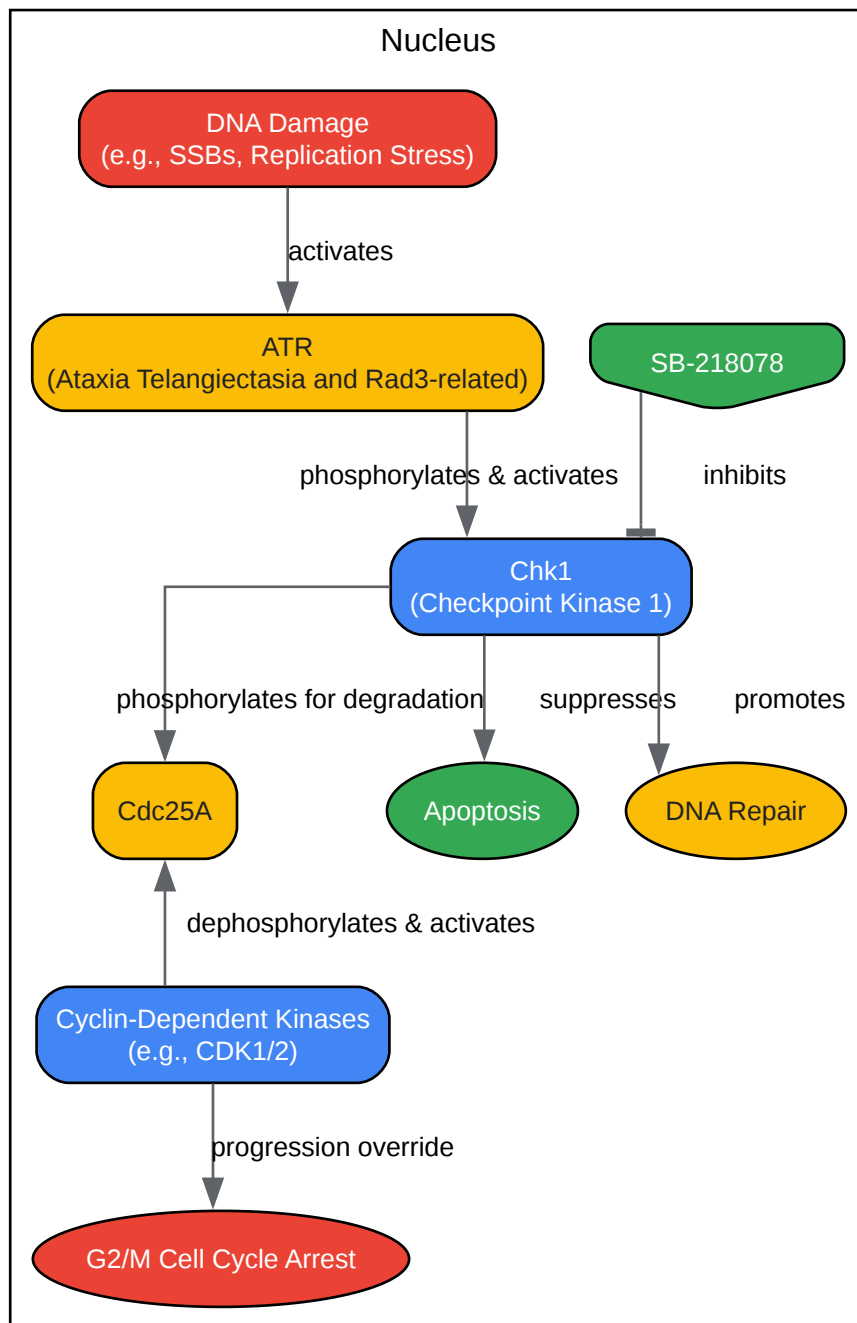 Nucleus
DNA Damage
(e.g., SSBs, Replication Stress)
activates
ATR
(Ataxia Telangiectasia and Rad3-related)
SB-218078
phosphorylates & activates
inhibits
Chk1
(Checkpoint Kinase 1)
phosphorylates for degradation
suppresses
promotes
Cdc25A
Apoptosis
DNA Repair
dephosphorylates & activates
Cyclin-Dependent Kinases
(e.g., CDK1/2)
progression override
G2/M Cell Cycle Arrest